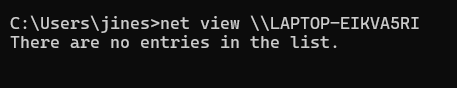 C:\Users\jines>net view \\LAPTOP-EIKVA5RI
There are no entries in the list.